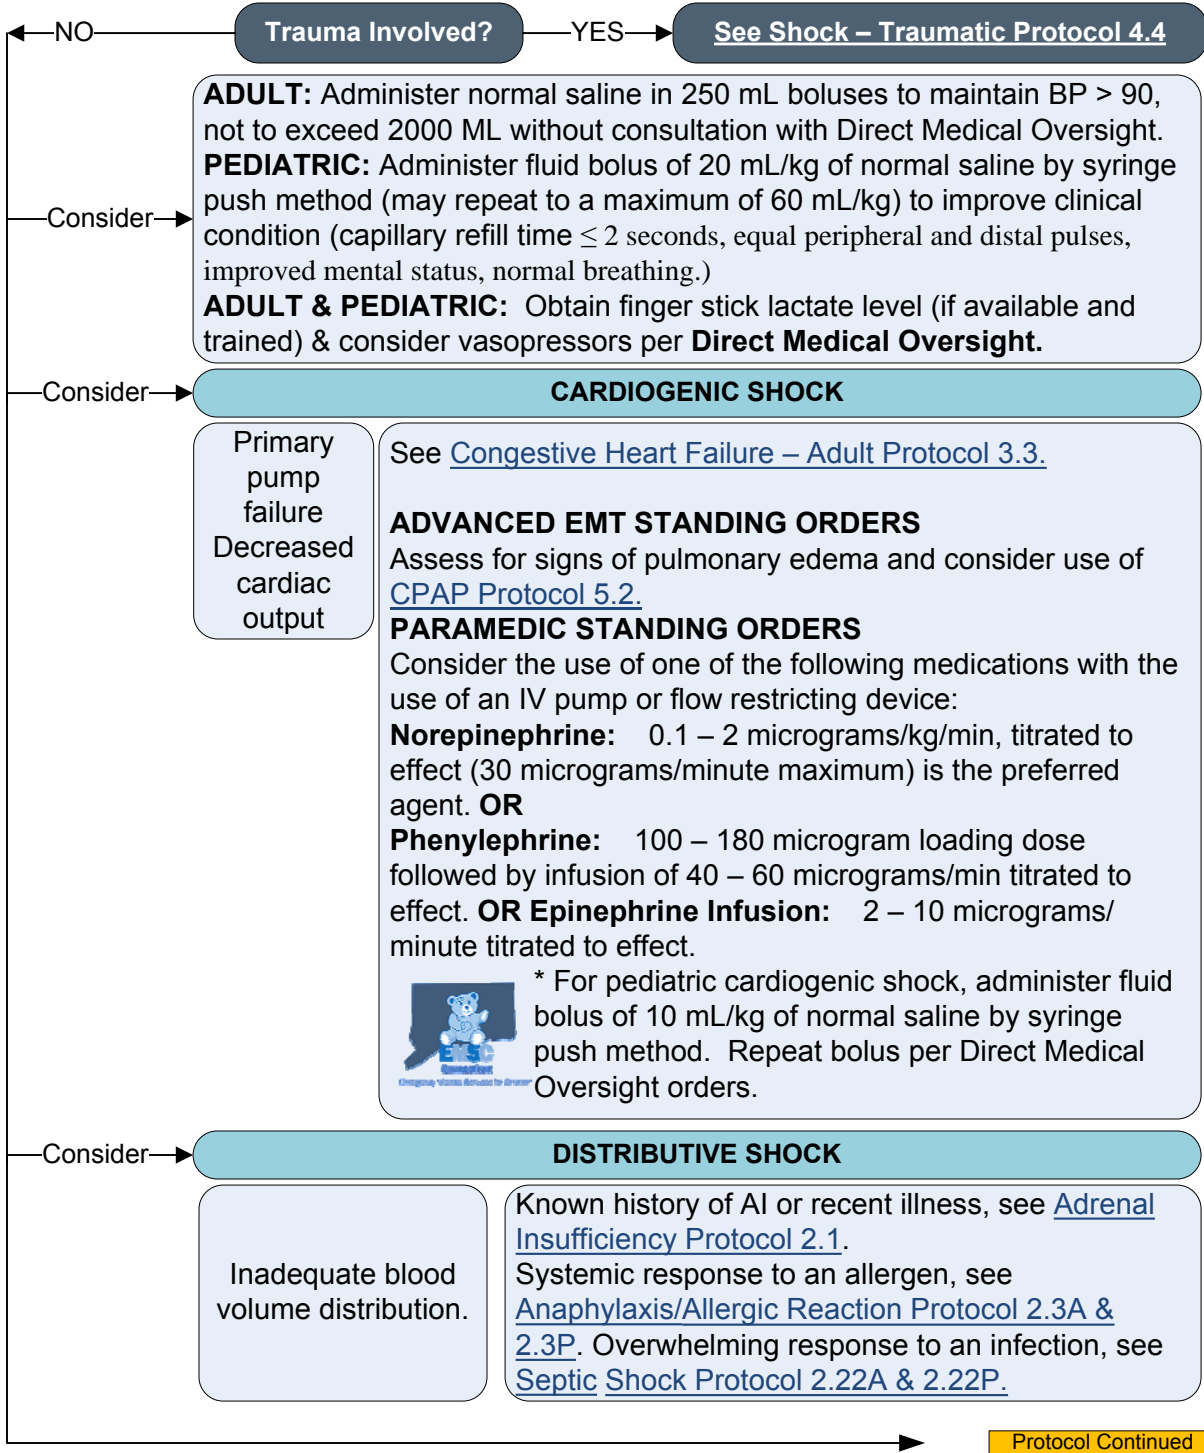 NO
Trauma Involved?
YES
See Shock – Traumatic Protocol 4.4
Consider
ADULT: Administer normal saline in 250 mL boluses to maintain BP > 90,
not to exceed 2000 ML without consultation with Direct Medical Oversight.
PEDIATRIC: Administer fluid bolus of 20 mL/kg of normal saline by syringe
push method (may repeat to a maximum of 60 mL/kg) to improve clinical
condition (capillary refill time ≤ 2 seconds, equal peripheral and distal pulses,
improved mental status, normal breathing.)
ADULT & PEDIATRIC: Obtain finger stick lactate level (if available and
trained) & consider vasopressors per Direct Medical Oversight.
Consider
CARDIOGENIC SHOCK
Primary
pump
failure
Decreased
cardiac
output
See Congestive Heart Failure – Adult Protocol 3.3.
ADVANCED EMT STANDING ORDERS
Assess for signs of pulmonary edema and consider use of
CPAP Protocol 5.2.
PARAMEDIC STANDING ORDERS
Consider the use of one of the following medications with the
use of an IV pump or flow restricting device:
Norepinephrine: 0.1 – 2 micrograms/kg/min, titrated to
effect (30 micrograms/minute maximum) is the preferred
agent. OR
Phenylephrine: 100 – 180 microgram loading dose
followed by infusion of 40 – 60 micrograms/min titrated to
effect. OR Epinephrine Infusion: 2 – 10 micrograms/
minute titrated to effect.
* For pediatric cardiogenic shock, administer fluid
bolus of 10 mL/kg of normal saline by syringe
push method. Repeat bolus per Direct Medical
Oversight orders.
EMSC
Consider
DISTRIBUTIVE SHOCK
Inadequate blood
volume distribution.
Known history of AI or recent illness, see Adrenal
Insufficiency Protocol 2.1.
Systemic response to an allergen, see
Anaphylaxis/Allergic Reaction Protocol 2.3A &
2.3P. Overwhelming response to an infection, see
Septic Shock Protocol 2.22A & 2.22P.
Protocol Continued